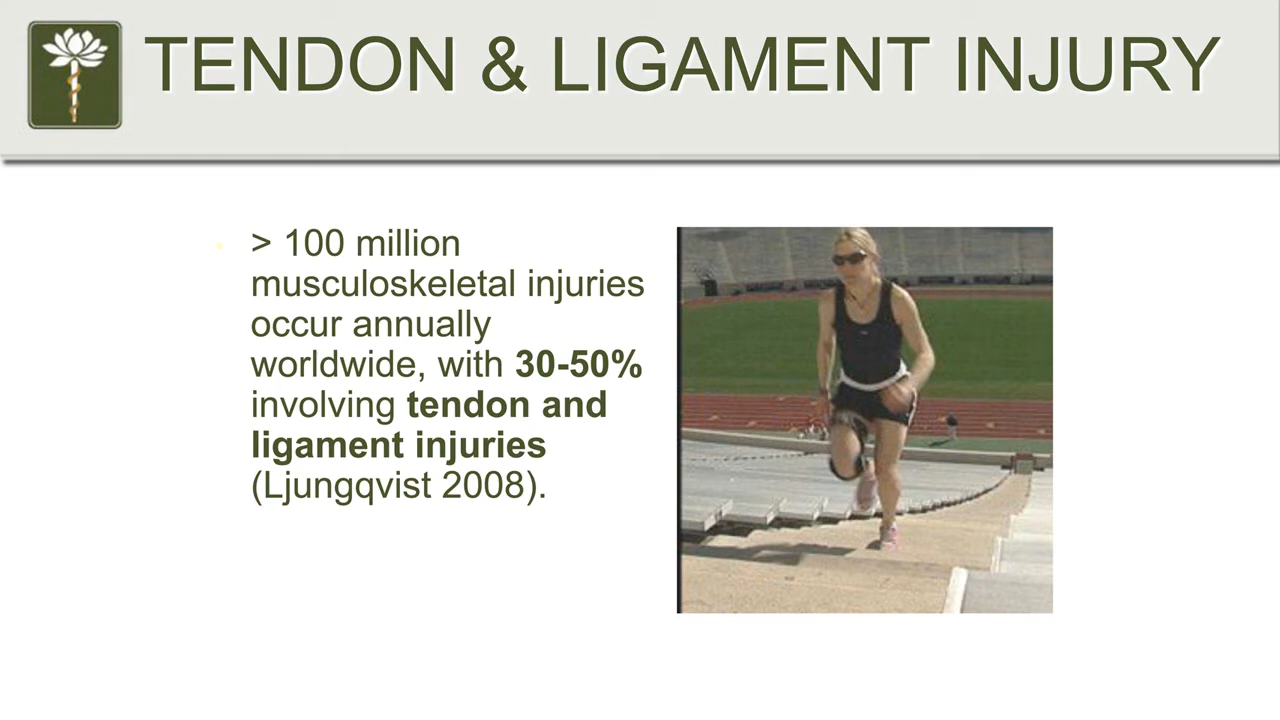 TENDON & LIGAMENT INJURY
> 100 million
musculoskeletal injuries
occur annually
worldwide, with 30-50%
involving tendon and
ligament injuries
(Ljungqvist 2008).